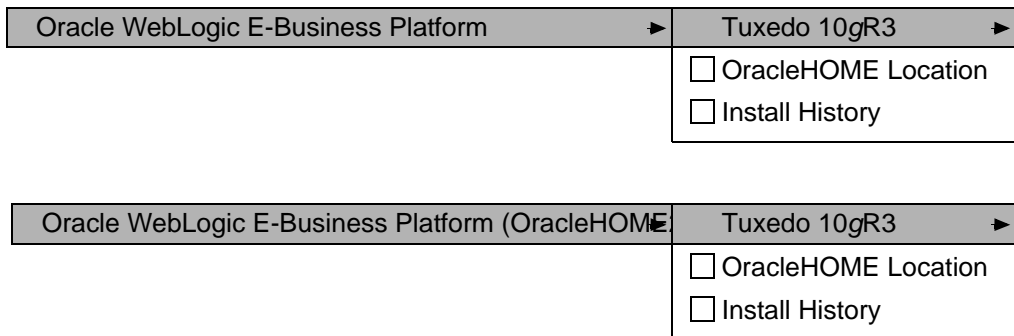 Oracle WebLogic E-Business Platform Tuxedo 10gR3
OracleHOME Location
Install History
Oracle WebLogic E-Business Platform (OracleHOME Tuxedo 10gR3
OracleHOME Location
Install History